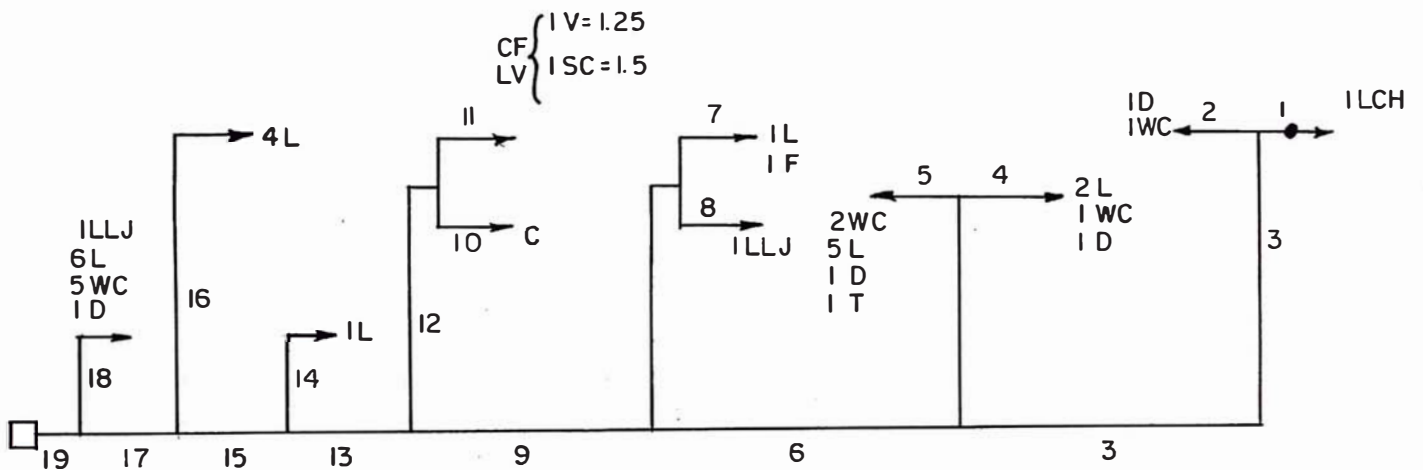 CF
LV
1 V = 1.25
1 SC = 1.5
11
7
1 L
1 F
1D
1WC
2
1
1 LCH
4 L
5
4
2 L
1 WC
1 D
8
1 LLJ
2WC
5 L
1 D
1 T
10
C
3
1LLJ
6 L
5 WC
1 D
16
12
1L
18
14
19
17
15
13
9
6
3